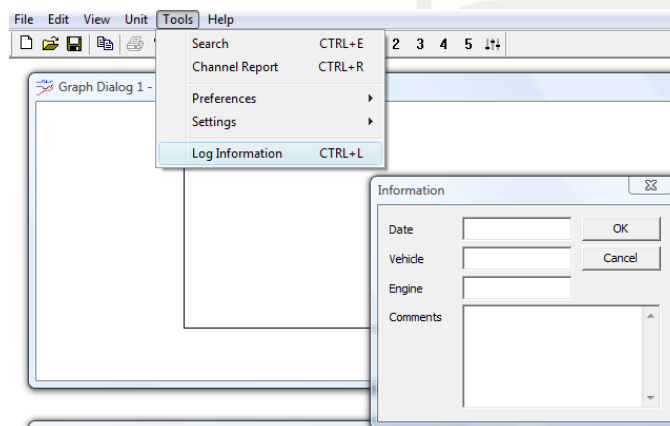 File Edit View Unit Tools Help
2 3 4 5
Search CTRL+E
Channel Report CTRL+R
Preferences
Settings
Log Information CTRL+L
Graph Dialog 1 -
Information
Date
OK
Vehicle
Cancel
Engine
Comments